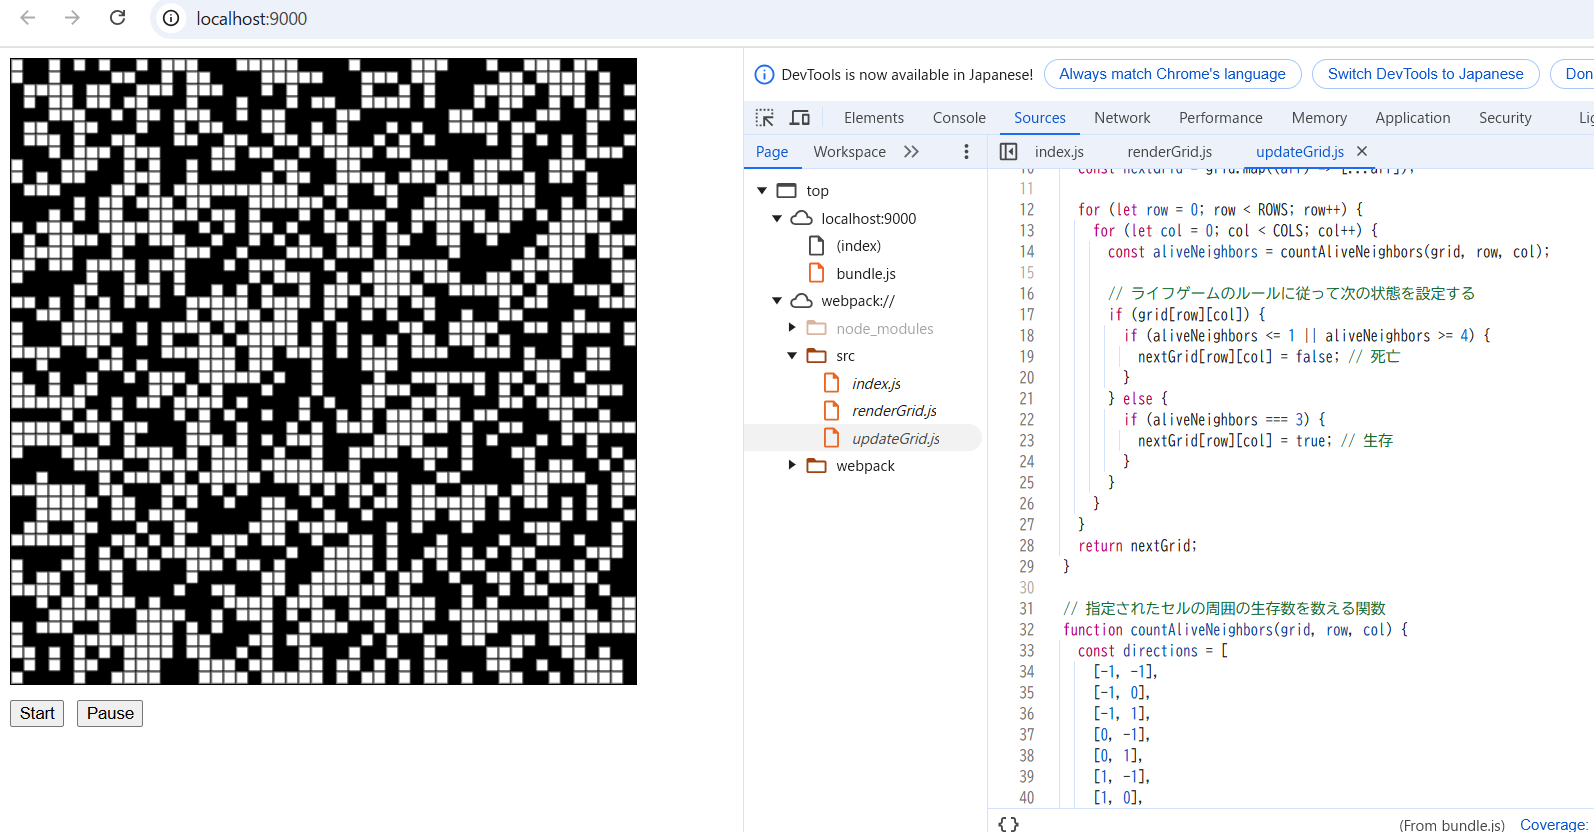 localhost:9000
DevTools is now available in Japanese!
Always match Chrome's language
Switch DevTools to Japanese
Don
Elements
Console
Sources
Network
Performance
Memory
Application
Security
Lig
Page
Workspace
index.js
renderGrid.js
updateGrid.js
top
localhost:9000
(index)
bundle.js
webpack://
node_modules
src
index.js
renderGrid.js
updateGrid.js
webpack
10 const nextGrid = grid.map((arr) => [...arr]);
11
12 for (let row = 0; row < ROWS; row++) {
13 for (let col = 0; col < COLS; col++) {
14 const aliveNeighbors = countAliveNeighbors(grid, row, col);
15
16 // ライフゲームのルールに従って次の状態を設定する
17 if (grid[row][col]) {
18 if (aliveNeighbors <= 1 || aliveNeighbors >= 4) {
19 nextGrid[row][col] = false; // 死亡
20 }
21 } else {
22 if (aliveNeighbors === 3) {
23 nextGrid[row][col] = true; // 生存
24 }
25 }
26 }
27 }
28 return nextGrid;
29 }
30
31 // 指定されたセルの周囲の生存数を数える関数
32 function countAliveNeighbors(grid, row, col) {
33 const directions = [
34 [-1, -1],
35 [-1, 0],
36 [-1, 1],
37 [0, -1],
38 [0, 1],
39 [1, -1],
40 [1, 0],
{} (From bundle.js) Coverage:
Start
Pause